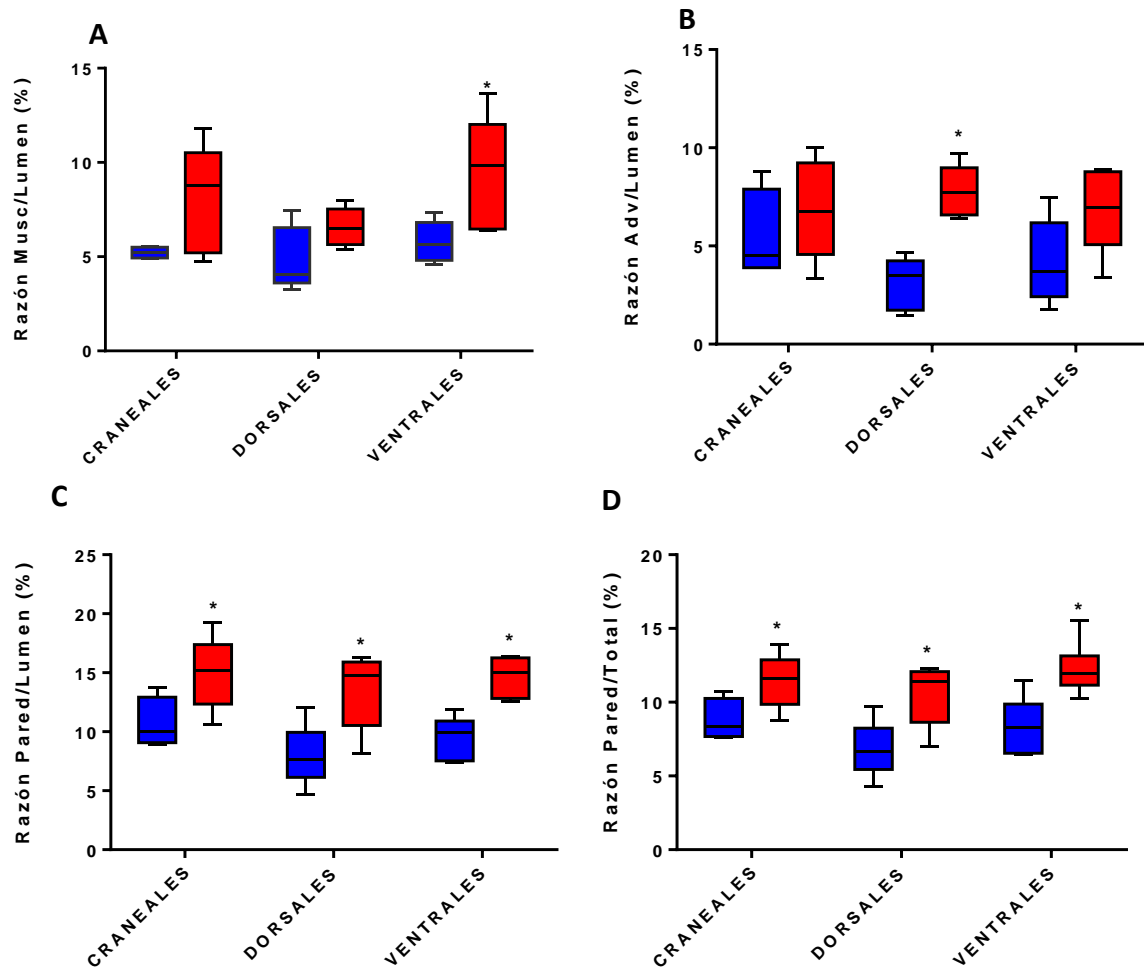 A
Razón Musc/Lumen (%)
15
10
5
0
*
CRANEALES
DORSALES
VENTRALES
B
Razón Adv/Lumen (%)
15
10
5
0
*
CRANEALES
DORSALES
VENTRALES
C
Razón Pared/Lumen (%)
25
20
15
10
5
0
*
*
*
CRANEALES
DORSALES
VENTRALES
D
Razón Pared/Total (%)
20
15
10
5
0
*
*
*
CRANEALES
DORSALES
VENTRALES